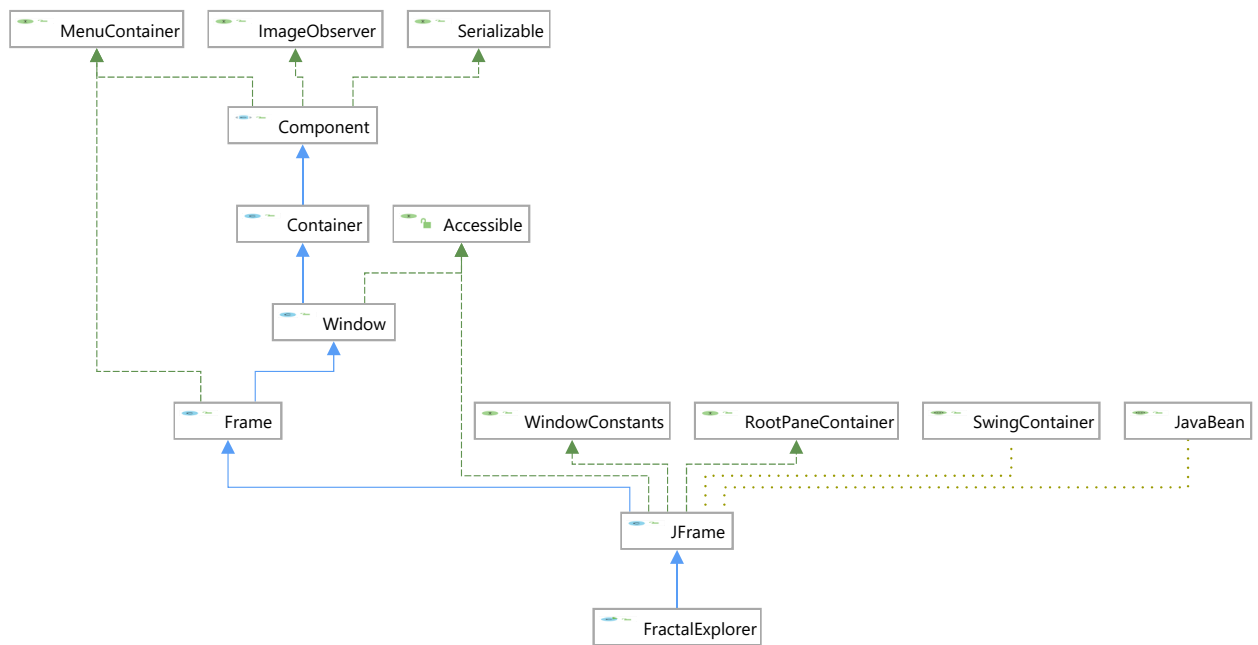 MenuContainer
ImageObserver
Serializable
Component
Container
Accessible
Window
Frame
WindowConstants
RootPaneContainer
SwingContainer
JavaBean
JFrame
FractalExplorer